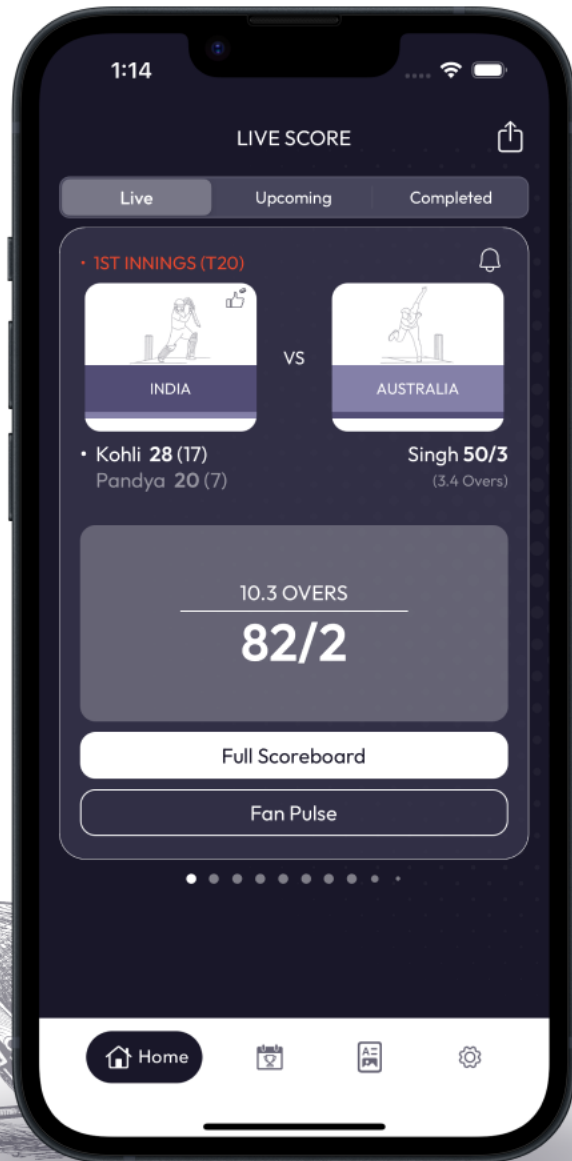 1:14
LIVE SCORE
Live Upcoming Completed
• 1ST INNINGS (T20)
INDIA VS AUSTRALIA
• Kohli 28 (17) Singh 50/3
Pandya 20 (7) (3.4 Overs)
10.3 OVERS
82/2
Full Scoreboard
Fan Pulse
Home